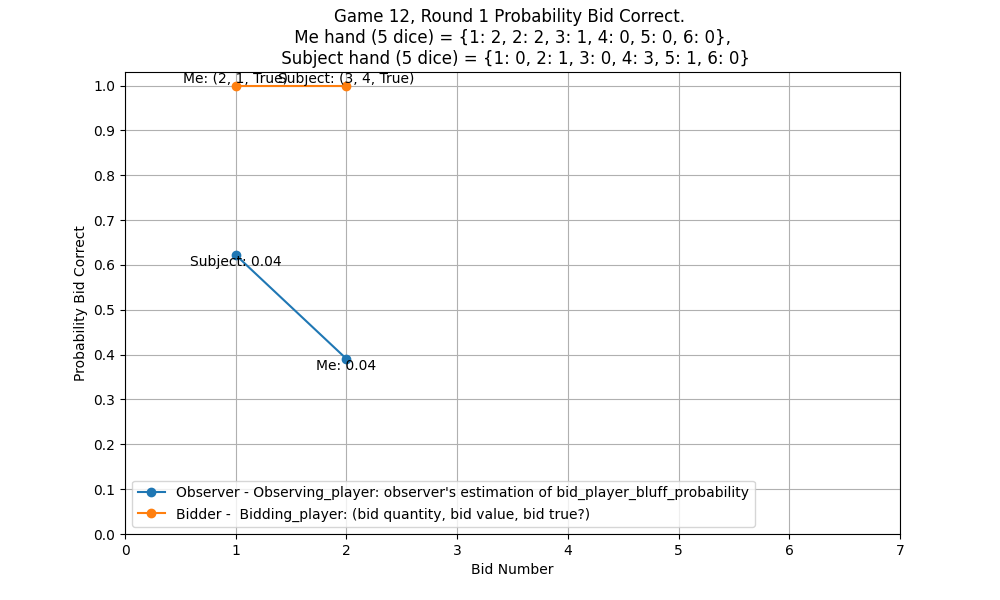 Game 12, Round 1 Probability Bid Correct.
Me hand (5 dice) = {1: 2, 2: 2, 3: 1, 4: 0, 5: 0, 6: 0},
Subject hand (5 dice) = {1: 0, 2: 1, 3: 0, 4: 3, 5: 1, 6: 0}
Me: (2, 1, True)
Subject: (3, 4, True)
1.0
0.9
0.8
0.7
0.6
0.5
0.4
0.3
0.2
0.1
0.0
Probability Bid Correct
Subject: 0.04
Me: 0.04
Observer - Observing_player: observer's estimation of bid_player_bluff_probability
Bidder -  Bidding_player: (bid quantity, bid value, bid true?)
0 1 2 3 4 5 6 7
Bid Number